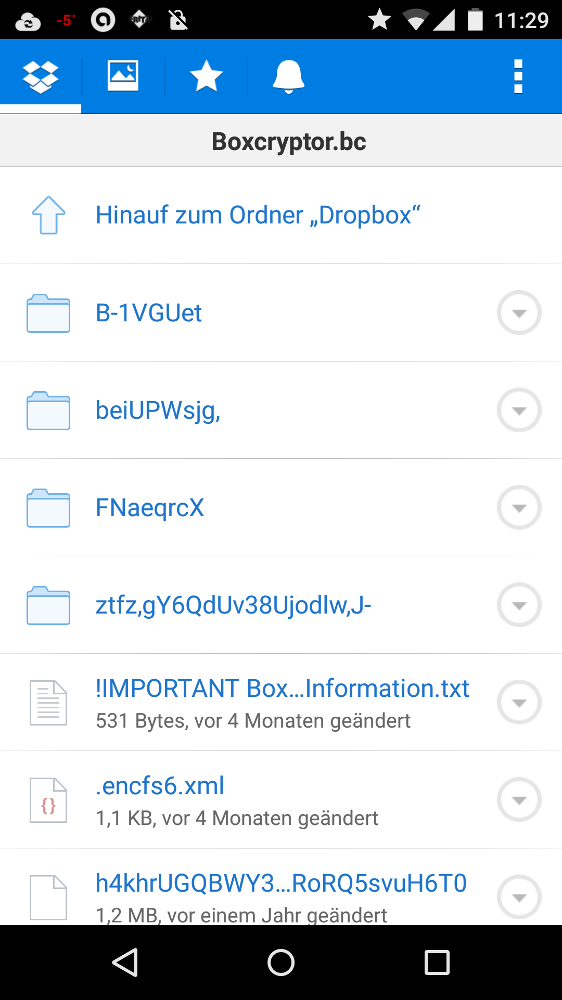 -5°
FRITZ!
11:29
Boxcryptor.bc
Hinauf zum Ordner „Dropbox“
B-1VGUet
beiUPWsjg,
FNaeqrcX
ztfz,gY6QdUv38Ujodlw,J-
!IMPORTANT Box…Information.txt
531 Bytes, vor 4 Monaten geändert
.encfs6.xml
1,1 KB, vor 4 Monaten geändert
h4khrUGQBWY3…RoRQ5svuH6T0
1,2 MB, vor einem Jahr geändert